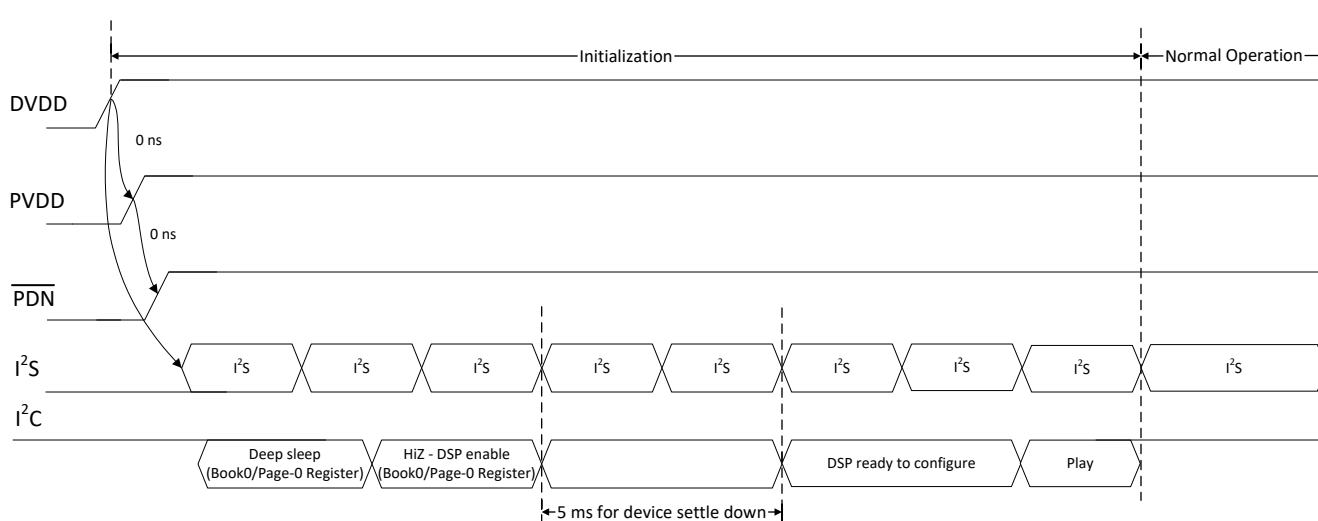 Initialization
Normal Operation
DVDD
0 ns
PVDD
0 ns
PDN
I²S
I²S
I²S
I²S
I²S
I²S
I²S
I²S
I²S
I²S
I²C
Deep sleep
(Book0/Page-0 Register)
HiZ - DSP enable
(Book0/Page-0 Register)
DSP ready to configure
Play
5 ms for device settle down